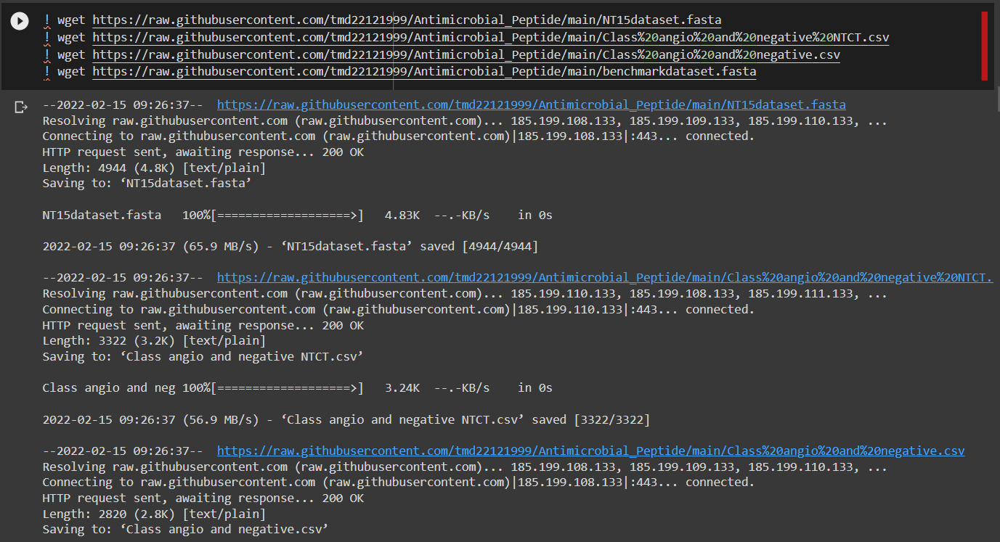 ! wget https://raw.githubusercontent.com/tmd22121999/Antimicrobial_Peptide/main/NT15dataset.fasta
! wget https://raw.githubusercontent.com/tmd22121999/Antimicrobial_Peptide/main/Class%20angio%20and%20negative%20NTCT.csv
! wget https://raw.githubusercontent.com/tmd22121999/Antimicrobial_Peptide/main/Class%20angio%20and%20negative.csv
! wget https://raw.githubusercontent.com/tmd22121999/Antimicrobial_Peptide/main/benchmarkdataset.fasta
--2022-02-15 09:26:37--  https://raw.githubusercontent.com/tmd22121999/Antimicrobial_Peptide/main/NT15dataset.fasta
Resolving raw.githubusercontent.com (raw.githubusercontent.com)... 185.199.108.133, 185.199.109.133, 185.199.110.133, ...
Connecting to raw.githubusercontent.com (raw.githubusercontent.com)|185.199.108.133|:443... connected.
HTTP request sent, awaiting response... 200 OK
Length: 4944 (4.8K) [text/plain]
Saving to: ‘NT15dataset.fasta’
NT15dataset.fasta   100%[===================>]   4.83K  --.-KB/s    in 0s
2022-02-15 09:26:37 (65.9 MB/s) - ‘NT15dataset.fasta’ saved [4944/4944]
--2022-02-15 09:26:37--  https://raw.githubusercontent.com/tmd22121999/Antimicrobial_Peptide/main/Class%20angio%20and%20negative%20NTCT.
Resolving raw.githubusercontent.com (raw.githubusercontent.com)... 185.199.110.133, 185.199.108.133, 185.199.111.133, ...
Connecting to raw.githubusercontent.com (raw.githubusercontent.com)|185.199.110.133|:443... connected.
HTTP request sent, awaiting response... 200 OK
Length: 3322 (3.2K) [text/plain]
Saving to: ‘Class angio and negative NTCT.csv’
Class angio and neg 100%[===================>]   3.24K  --.-KB/s    in 0s
2022-02-15 09:26:37 (56.9 MB/s) - ‘Class angio and negative NTCT.csv’ saved [3322/3322]
--2022-02-15 09:26:37--  https://raw.githubusercontent.com/tmd22121999/Antimicrobial_Peptide/main/Class%20angio%20and%20negative.csv
Resolving raw.githubusercontent.com (raw.githubusercontent.com)... 185.199.108.133, 185.199.109.133, 185.199.110.133, ...
Connecting to raw.githubusercontent.com (raw.githubusercontent.com)|185.199.108.133|:443... connected.
HTTP request sent, awaiting response... 200 OK
Length: 2820 (2.8K) [text/plain]
Saving to: ‘Class angio and negative.csv’